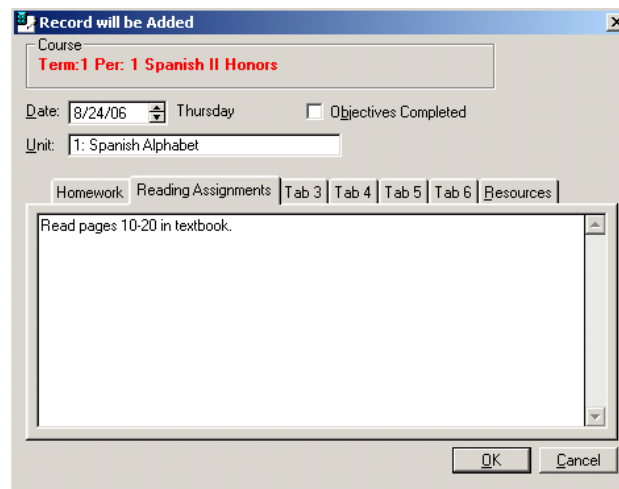 Record will be Added
Course
Term:1 Per: 1 Spanish II Honors
Date: 8/24/06 Thursday Objectives Completed
Unit: 1: Spanish Alphabet
Homework Reading Assignments Tab 3 Tab 4 Tab 5 Tab 6 Resources
Read pages 10-20 in textbook.
OK Cancel